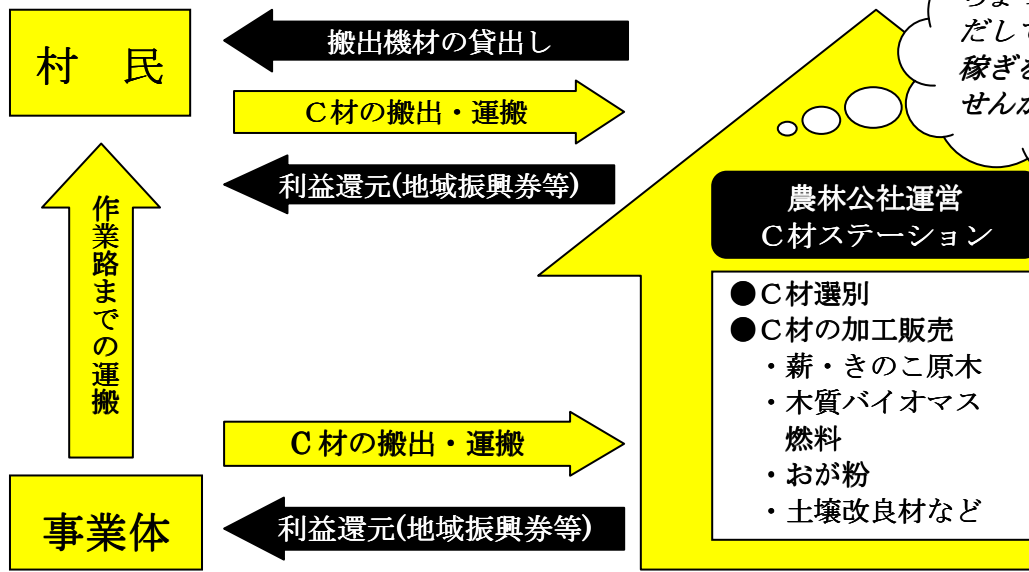 村　民
搬出機材の貸出し
Ｃ材の搬出・運搬
利益還元(地域振興券等)
作業路までの運搬
事業体
Ｃ材の搬出・運搬
利益還元(地域振興券等)
だして
稼ぎを
せんか
農林公社運営
Ｃ材ステーション
●Ｃ材選別
●Ｃ材の加工販売
・薪・きのこ原木
・木質バイオマス
燃料
・おが粉
・土壌改良材など